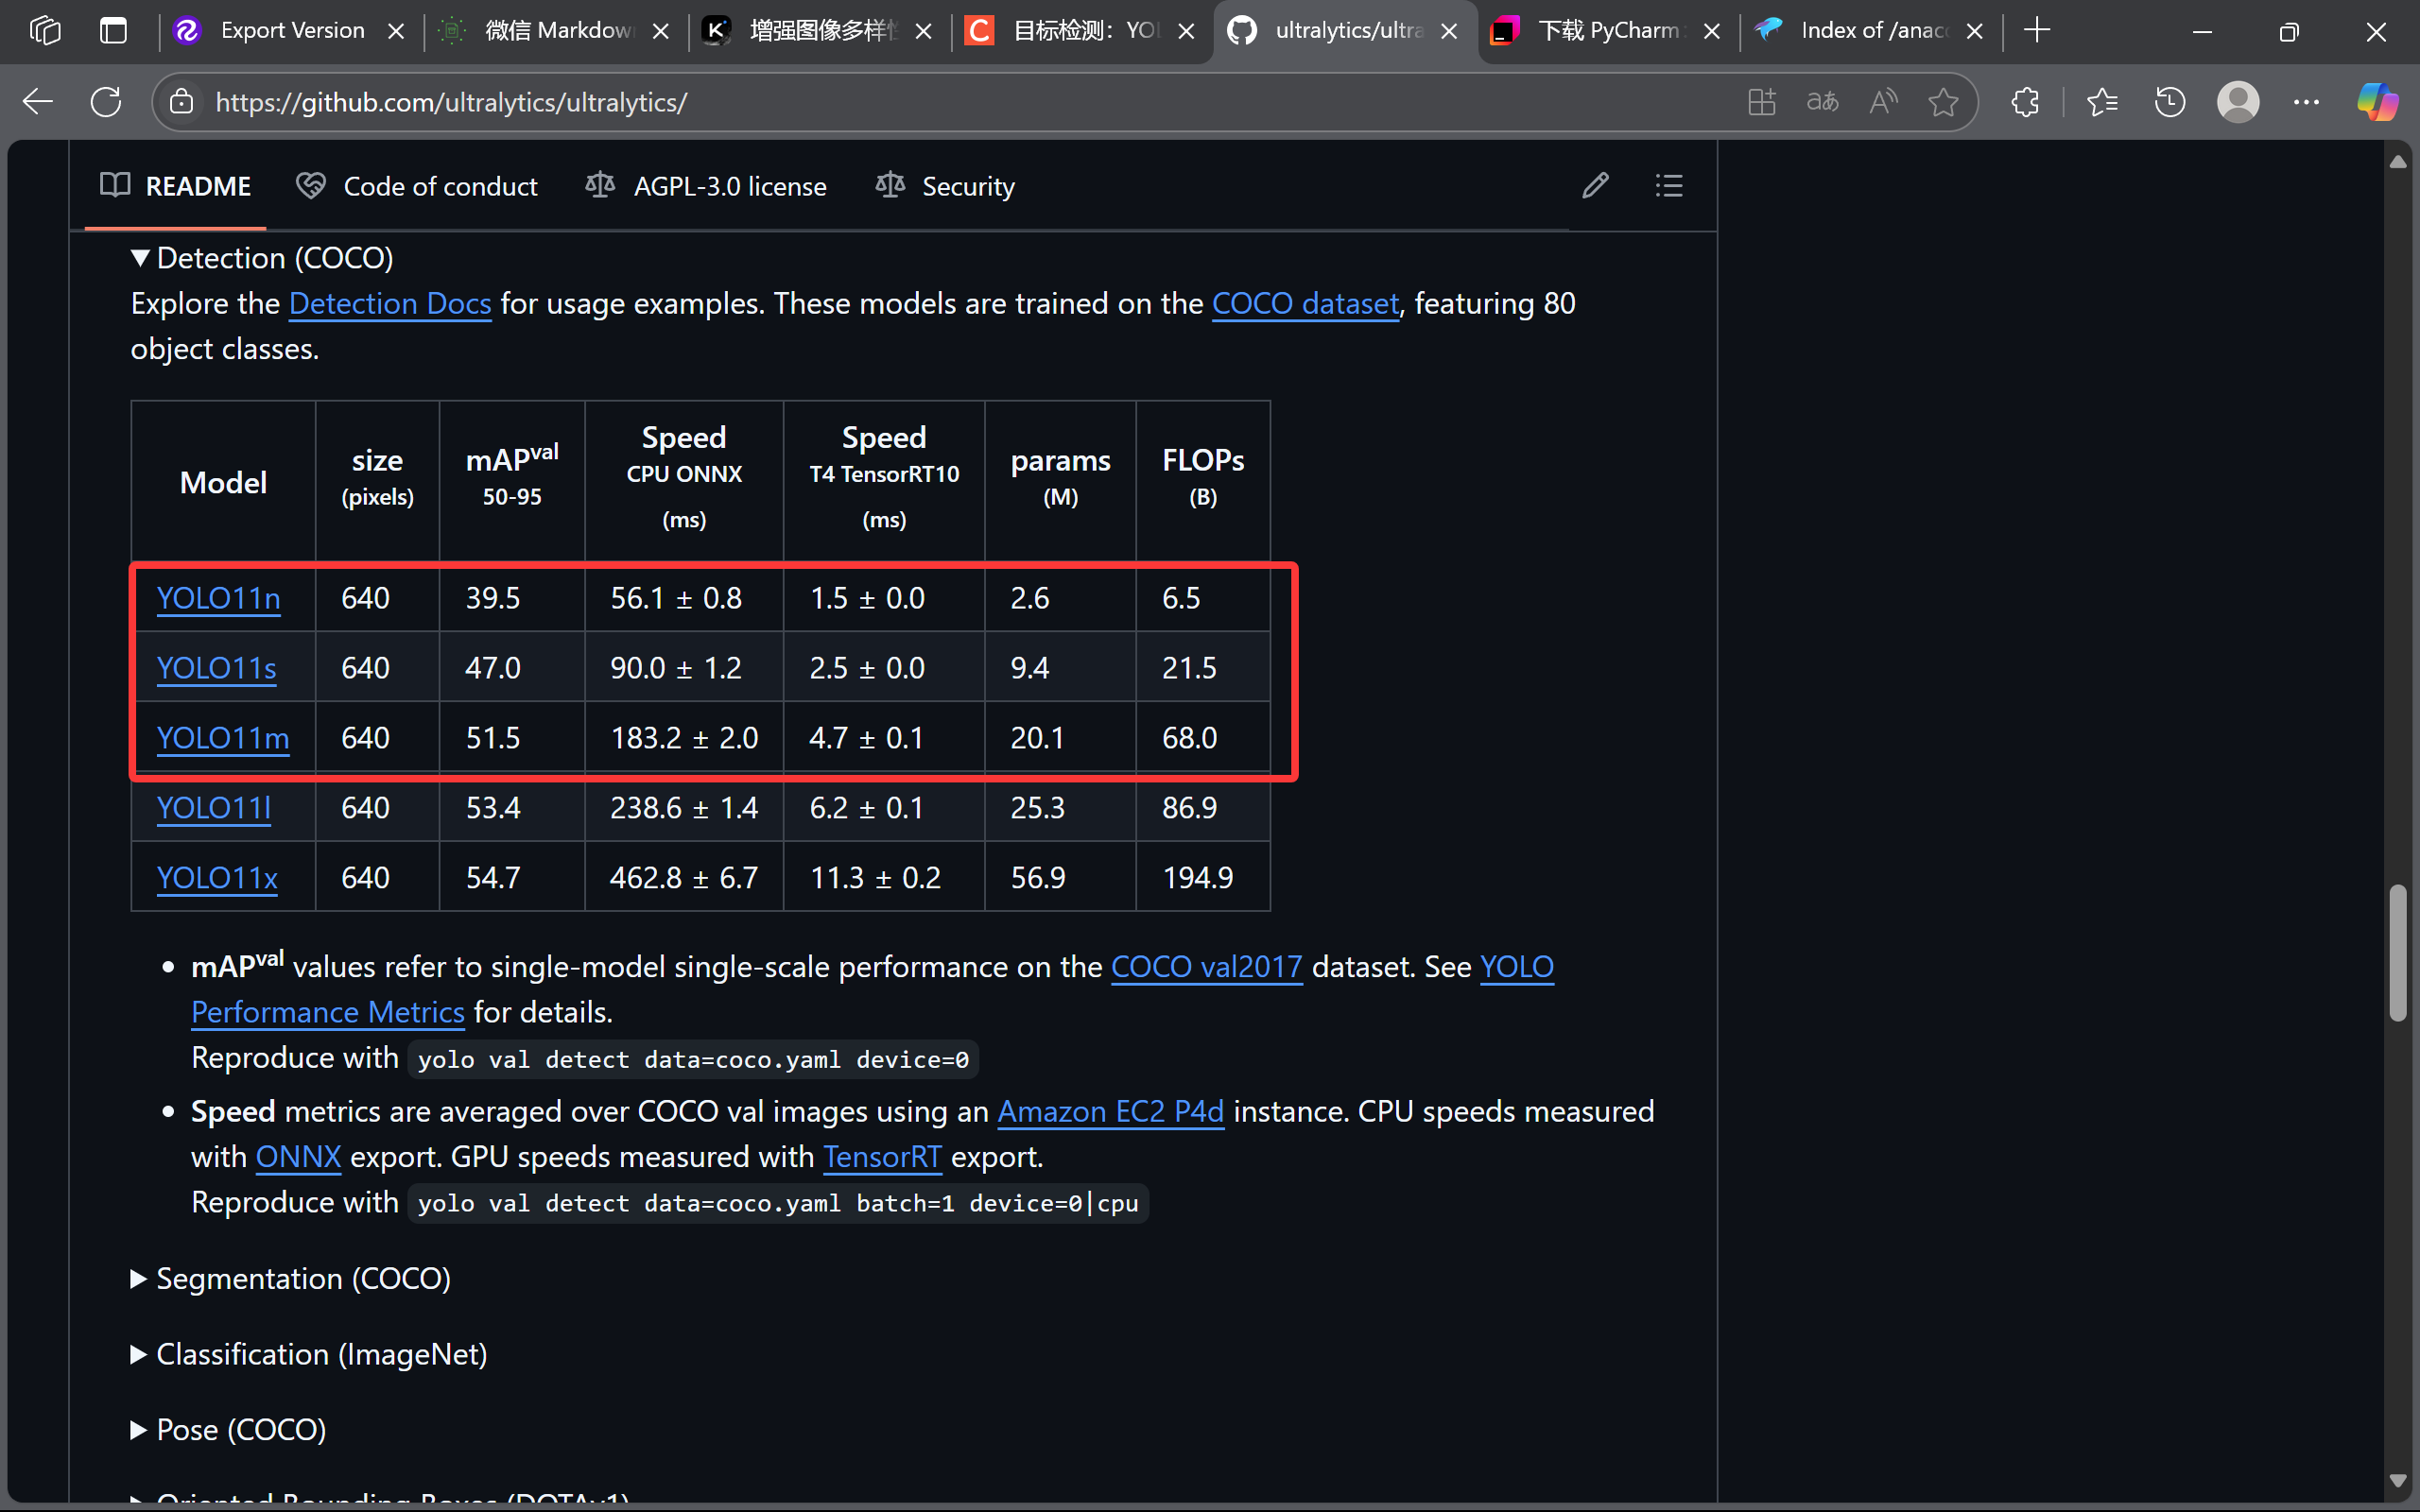 Export Version
微信 Markdow
增强图像多样
目标检测：YO
ultralytics/ultra
下载 PyCharm
Index of /anac
https://github.com/ultralytics/ultralytics/
README Code of conduct AGPL-3.0 license Security
Detection (COCO)
Explore the Detection Docs for usage examples. These models are trained on the COCO dataset, featuring 80
object classes.
Model size (pixels) mAPval 50-95 Speed CPU ONNX (ms) Speed T4 TensorRT10 (ms) params (M) FLOPs (B)
YOLO11n 640 39.5 56.1 ± 0.8 1.5 ± 0.0 2.6 6.5
YOLO11s 640 47.0 90.0 ± 1.2 2.5 ± 0.0 9.4 21.5
YOLO11m 640 51.5 183.2 ± 2.0 4.7 ± 0.1 20.1 68.0
YOLO11l 640 53.4 238.6 ± 1.4 6.2 ± 0.1 25.3 86.9
YOLO11x 640 54.7 462.8 ± 6.7 11.3 ± 0.2 56.9 194.9
mAPval values refer to single-model single-scale performance on the COCO val2017 dataset. See YOLO
Performance Metrics for details.
Reproduce with yolo val detect data=coco.yaml device=0
Speed metrics are averaged over COCO val images using an Amazon EC2 P4d instance. CPU speeds measured
with ONNX export. GPU speeds measured with TensorRT export.
Reproduce with yolo val detect data=coco.yaml batch=1 device=0|cpu
Segmentation (COCO)
Classification (ImageNet)
Pose (COCO)
Oriented Bounding Boxes (DOTAv1)